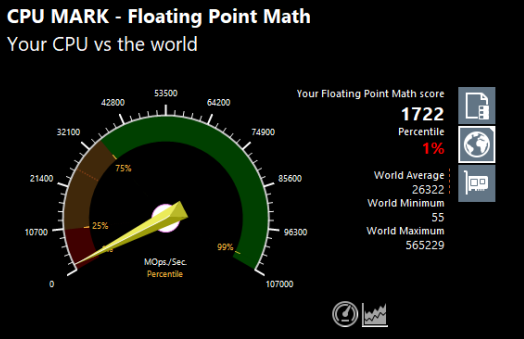 CPU MARK - Floating Point Math
Your CPU vs the world
53500
42800
64200
32100
74900
21400
85600
10700
96300
0
107000
75%
25%
99%
MOps./Sec.
Percentile
Your Floating Point Math score
1722
Percentile
1%
World Average
26322
World Minimum
55
World Maximum
565229